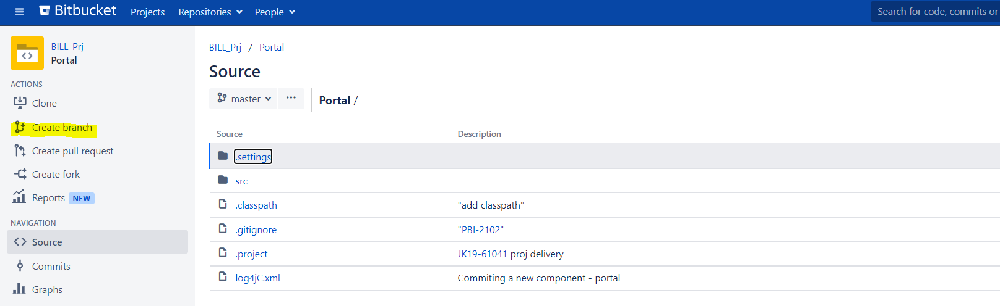 Bitbucket Projects Repositories People Search for code, commits or
BILL_Prj
Portal
ACTIONS
Clone
Create branch
Create pull request
Create fork
Reports NEW
NAVIGATION
Source
Commits
Graphs
BILL_Prj / Portal
Source
master ... Portal /
Source Description
.settings
src
.classpath "add classpath"
.gitignore "PBI-2102"
.project JK19-61041 proj delivery
log4jC.xml Commiting a new component - portal